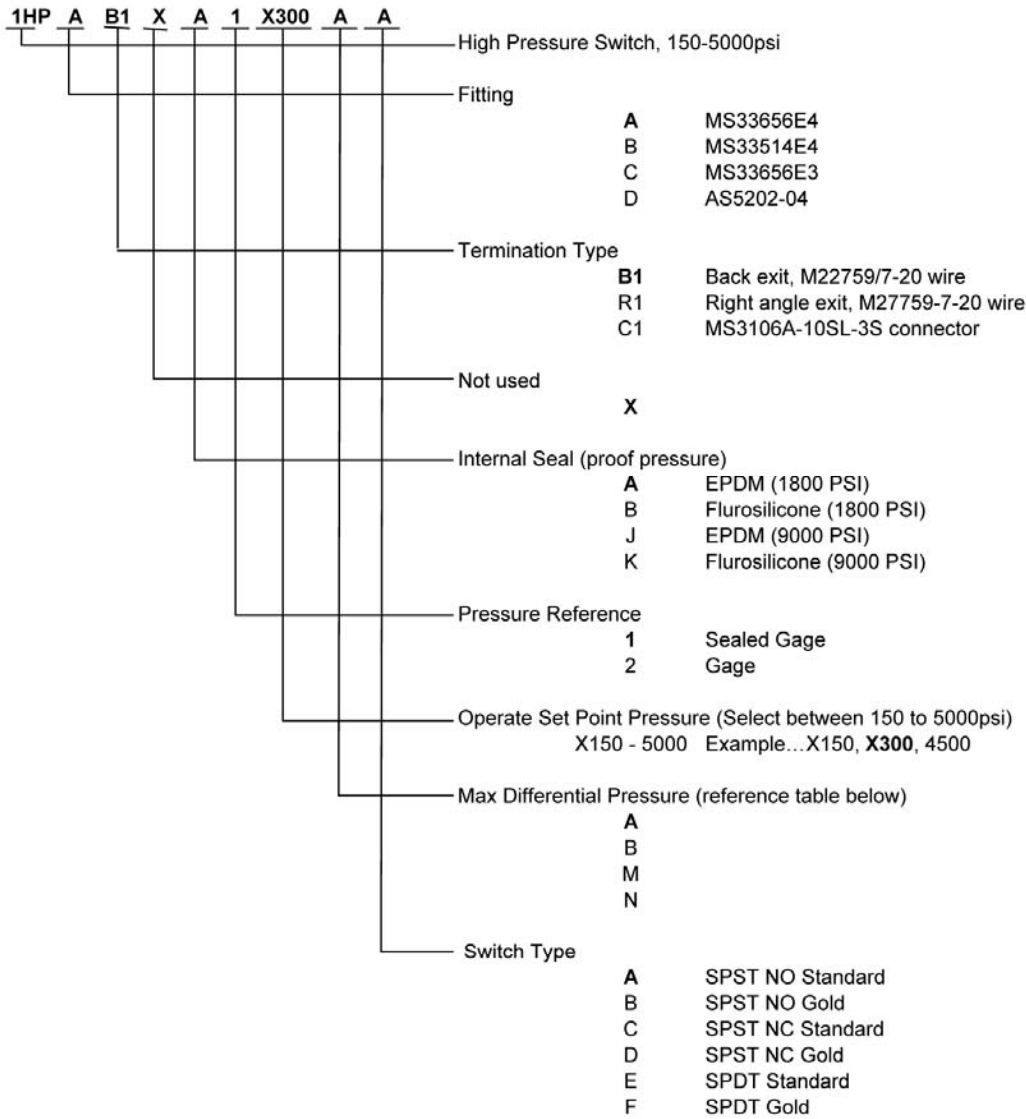 1HP A B1 X A 1 X300 A A
High Pressure Switch, 150-5000psi
Fitting
A MS33656E4
B MS33514E4
C MS33656E3
D AS5202-04
Termination Type
B1 Back exit, M22759/7-20 wire
R1 Right angle exit, M27759-7-20 wire
C1 MS3106A-10SL-3S connector
Not used
X
Internal Seal (proof pressure)
A EPDM (1800 PSI)
B Flurosilicone (1800 PSI)
J EPDM (9000 PSI)
K Flurosilicone (9000 PSI)
Pressure Reference
1 Sealed Gage
2 Gage
Operate Set Point Pressure (Select between 150 to 5000psi)
X150 - 5000 Example...X150, X300, 4500
Max Differential Pressure (reference table below)
A
B
M
N
Switch Type
A SPST NO Standard
B SPST NO Gold
C SPST NC Standard
D SPST NC Gold
E SPDT Standard
F SPDT Gold